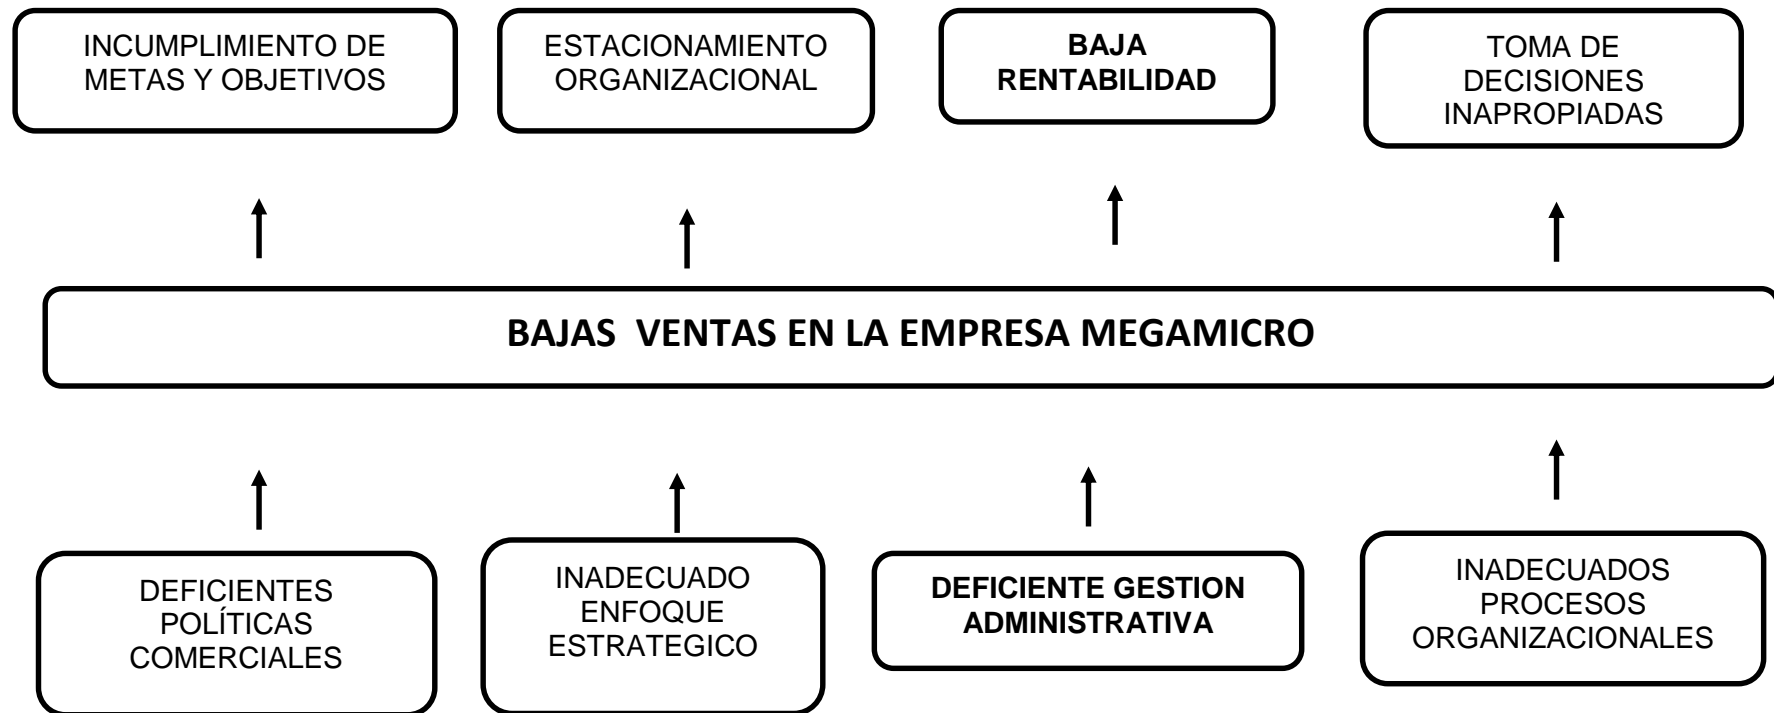 INCUMPLIMIENTO DE
METAS Y OBJETIVOS
ESTACIONAMIENTO
ORGANIZACIONAL
BAJA
RENTABILIDAD
TOMA DE
DECISIONES
INAPROPIADAS
BAJAS  VENTAS EN LA EMPRESA MEGAMICRO
DEFICIENTES
POLÍTICAS
COMERCIALES
INADECUADO
ENFOQUE
ESTRATEGICO
DEFICIENTE GESTION
ADMINISTRATIVA
INADECUADOS
PROCESOS
ORGANIZACIONALES